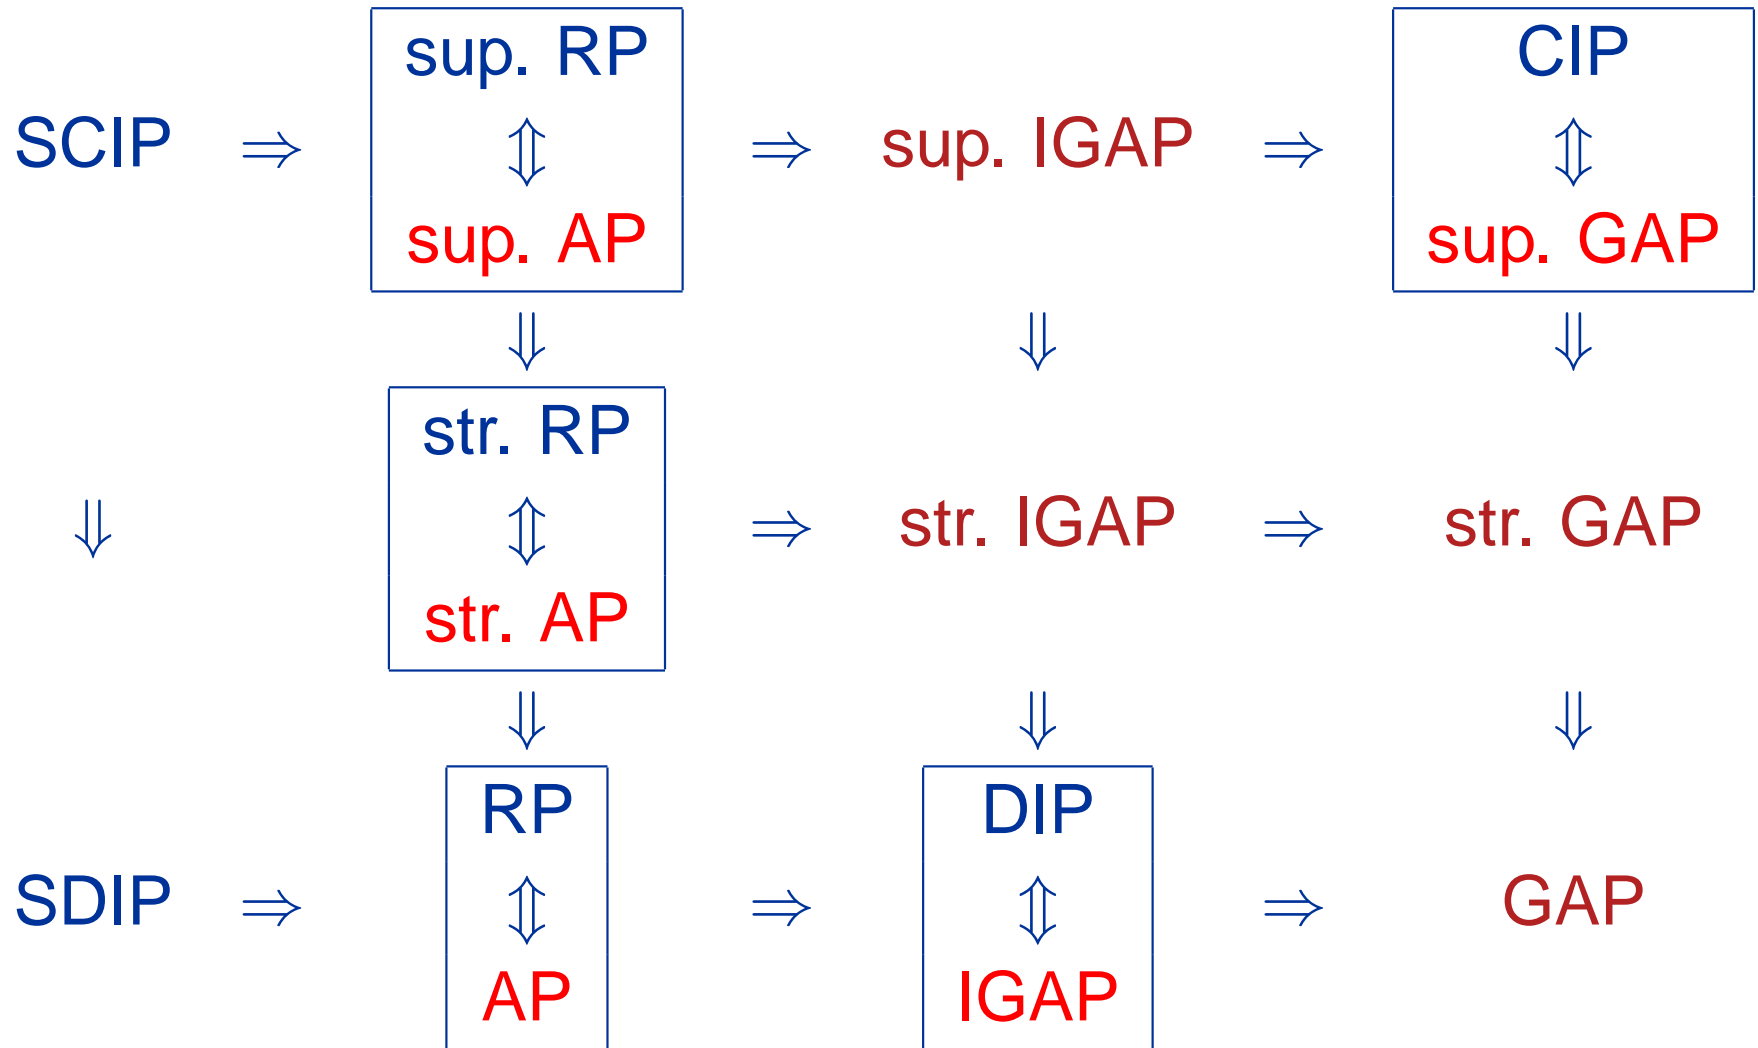 sup. RP
CIP
SCIP ⇒ ⇕ ⇒ sup. IGAP ⇒ ⇕
sup. AP
sup. GAP
⇓ ⇓ ⇓
str. RP
⇓ ⇕ ⇒ str. IGAP ⇒ str. GAP
str. AP
⇓ ⇓ ⇓
RP
DIP
SDIP ⇒ ⇕ ⇒ ⇕ ⇒ GAP
AP
IGAP